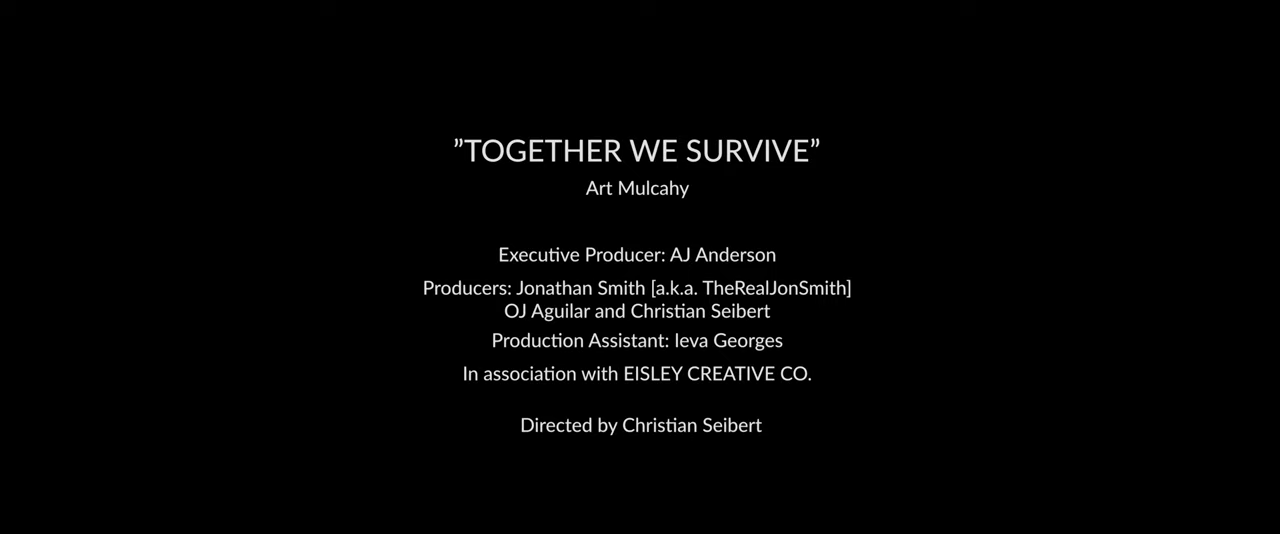 ”TOGETHER WE SURVIVE”
Art Mulcahy
Executive Producer: AJ Anderson
Producers: Jonathan Smith [a.k.a. TheRealJonSmith]
OJ Aguilar and Christian Seibert
Production Assistant: Ieva Georges
In association with EISLEY CREATIVE CO.
Directed by Christian Seibert